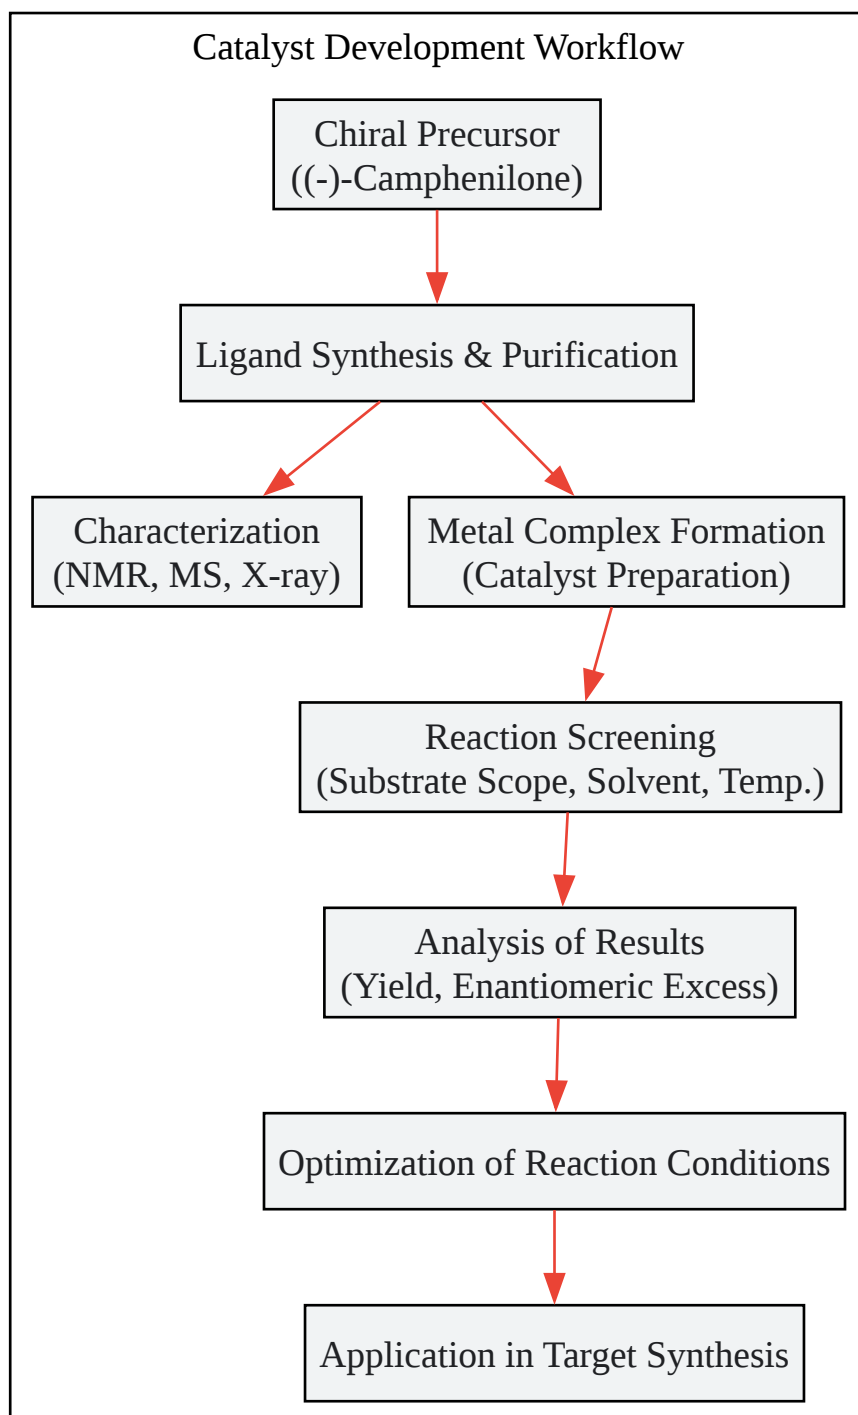 Catalyst Development Workflow
Chiral Precursor
((-)-Camphenilone)
Ligand Synthesis & Purification
Characterization
(NMR, MS, X-ray)
Metal Complex Formation
(Catalyst Preparation)
Reaction Screening
(Substrate Scope, Solvent, Temp.)
Analysis of Results
(Yield, Enantiomeric Excess)
Optimization of Reaction Conditions
Application in Target Synthesis